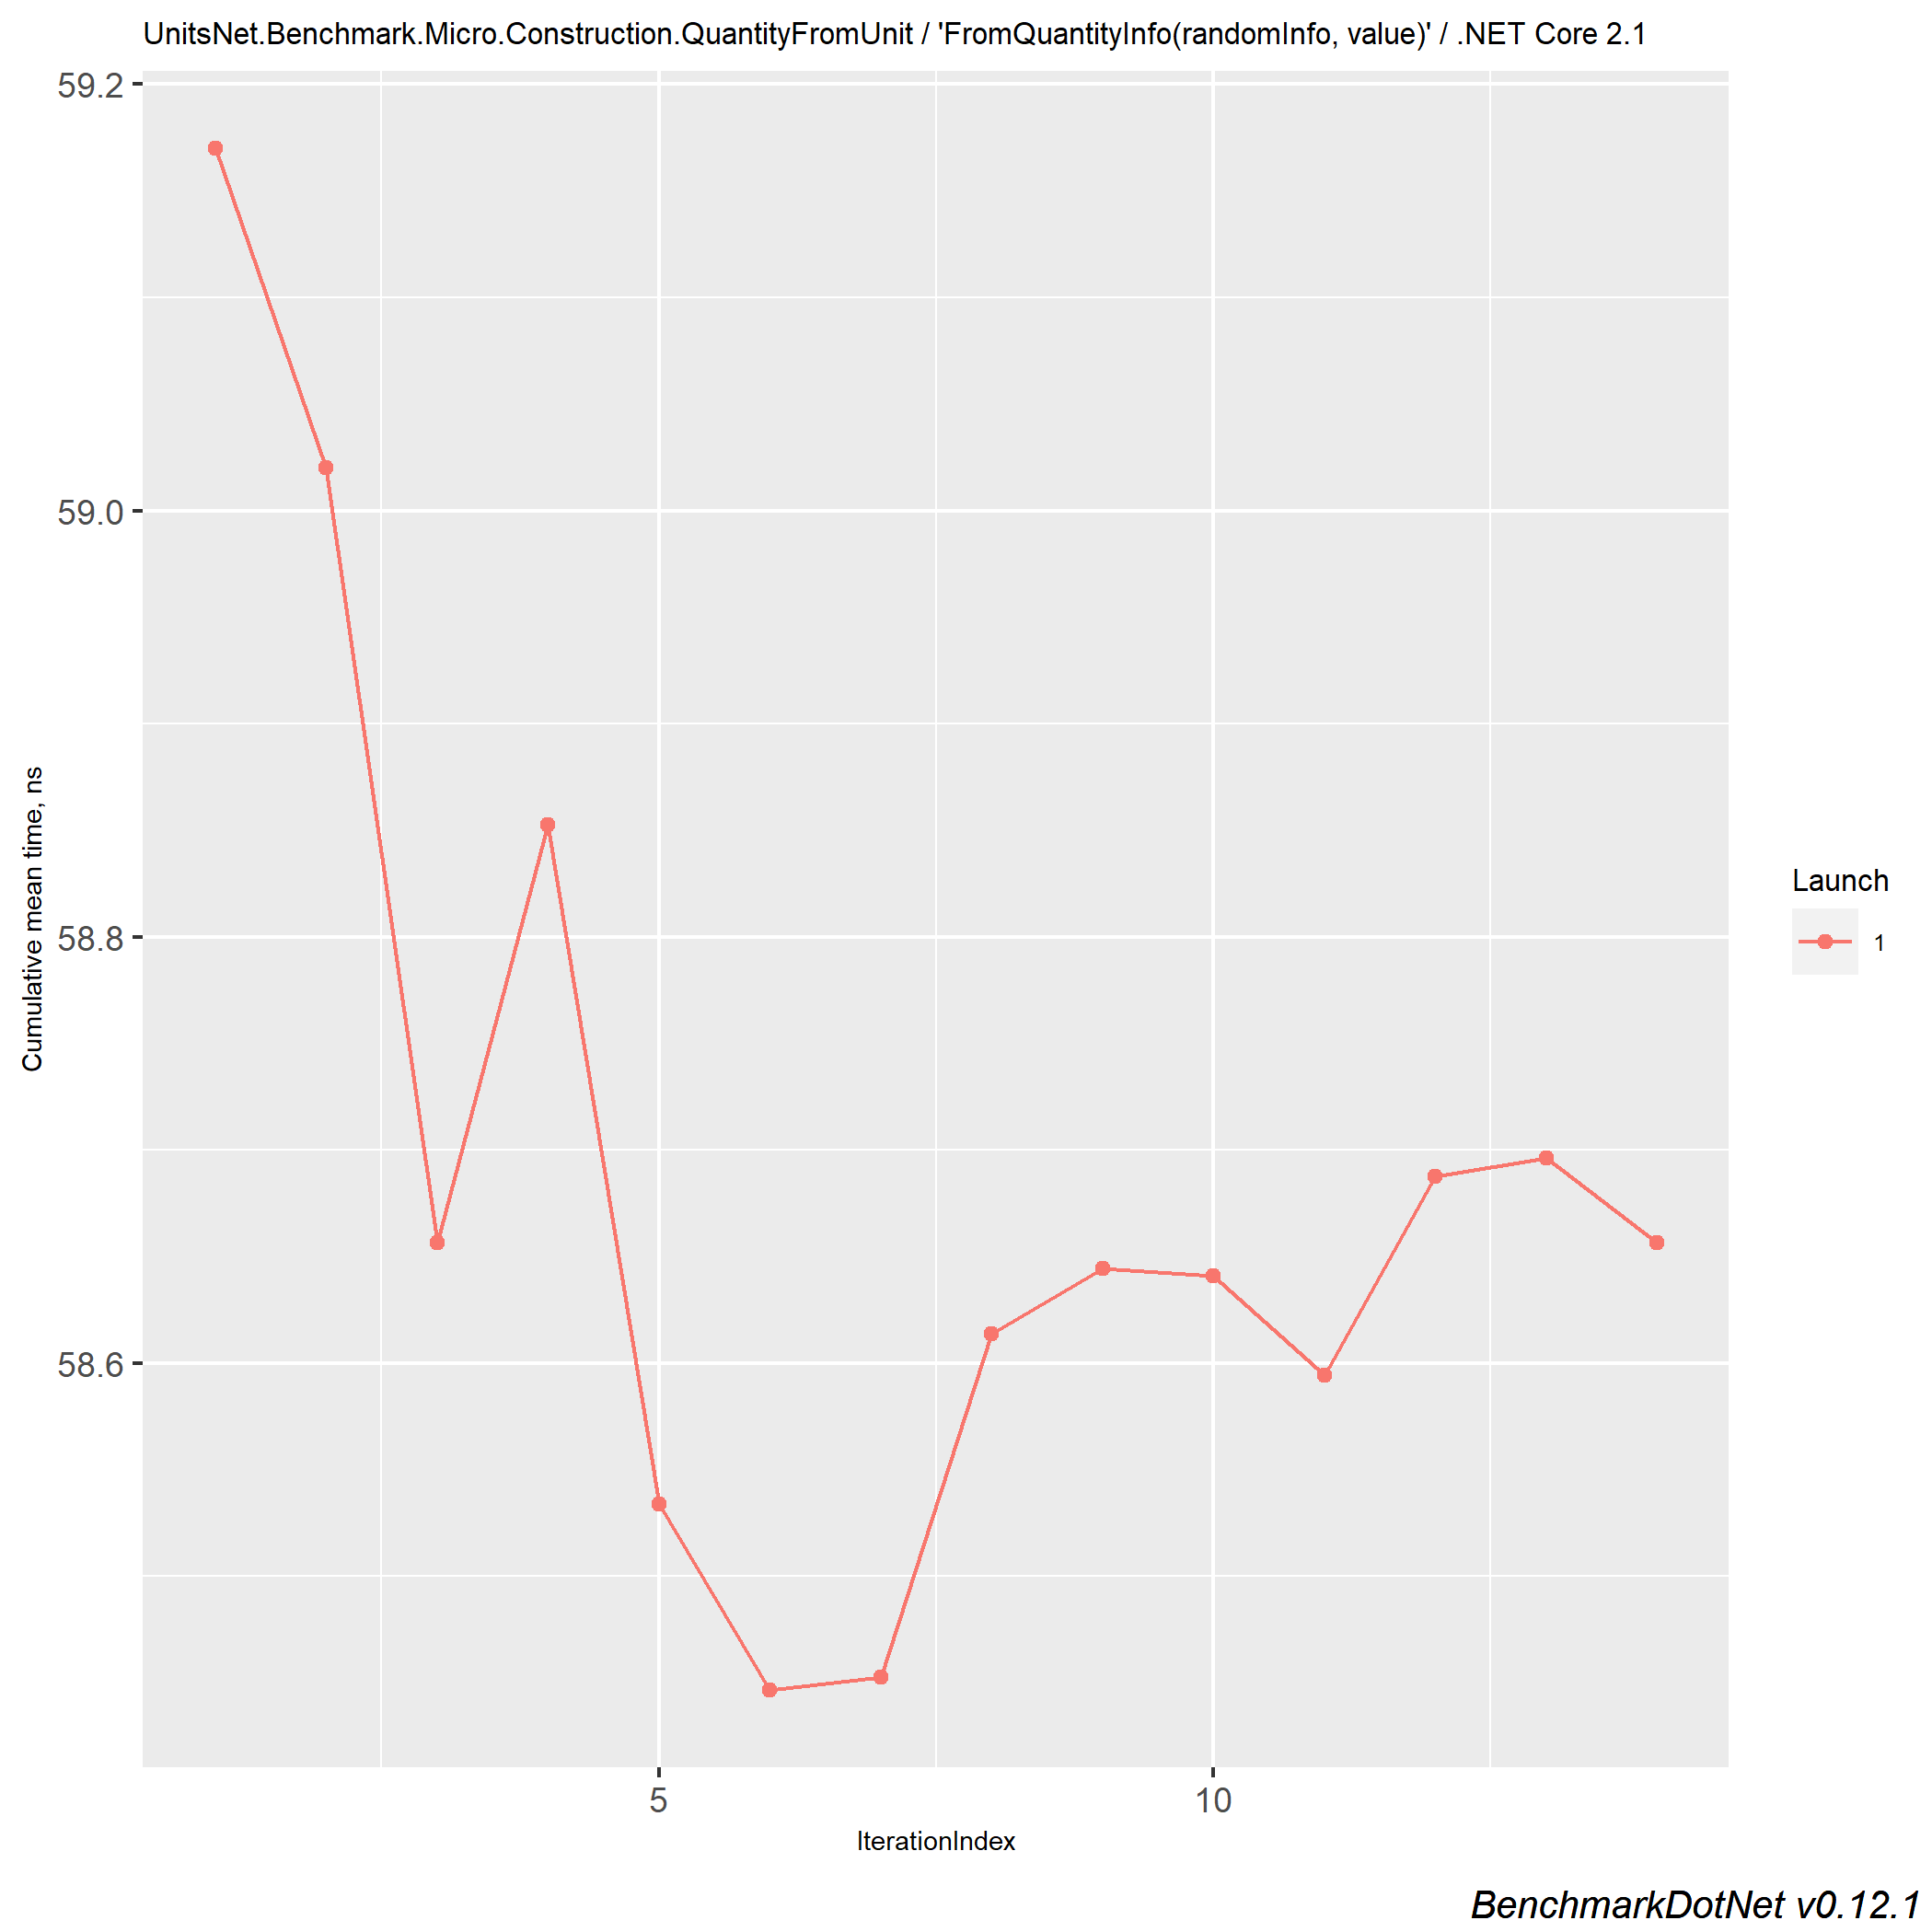 UnitsNet.Benchmark.Micro.Construction.QuantityFromUnit / 'FromQuantityInfo(randomInfo, value)' / .NET Core 2.1
59.2
59.0
58.8
58.6
Cumulative mean time, ns
5
10
IterationIndex
Launch
1
BenchmarkDotNet v0.12.1